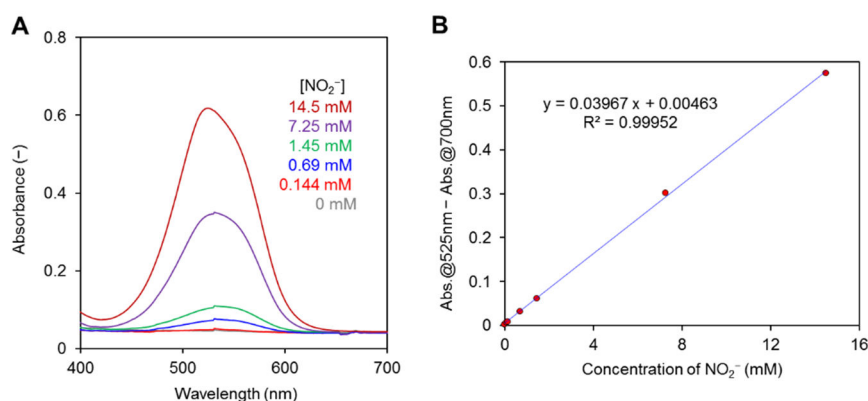 A
0.8
0.6
0.4
0.2
0
400
500
600
700
Absorbance (–)
Wavelength (nm)
[NO₂⁻]
14.5 mM
7.25 mM
1.45 mM
0.69 mM
0.144 mM
0 mM
B
0.6
0.5
0.4
0.3
0.2
0.1
0
0
4
8
12
16
Abs.@525nm – Abs.@700nm
Concentration of NO₂⁻ (mM)
y = 0.03967 x + 0.00463
R² = 0.99952